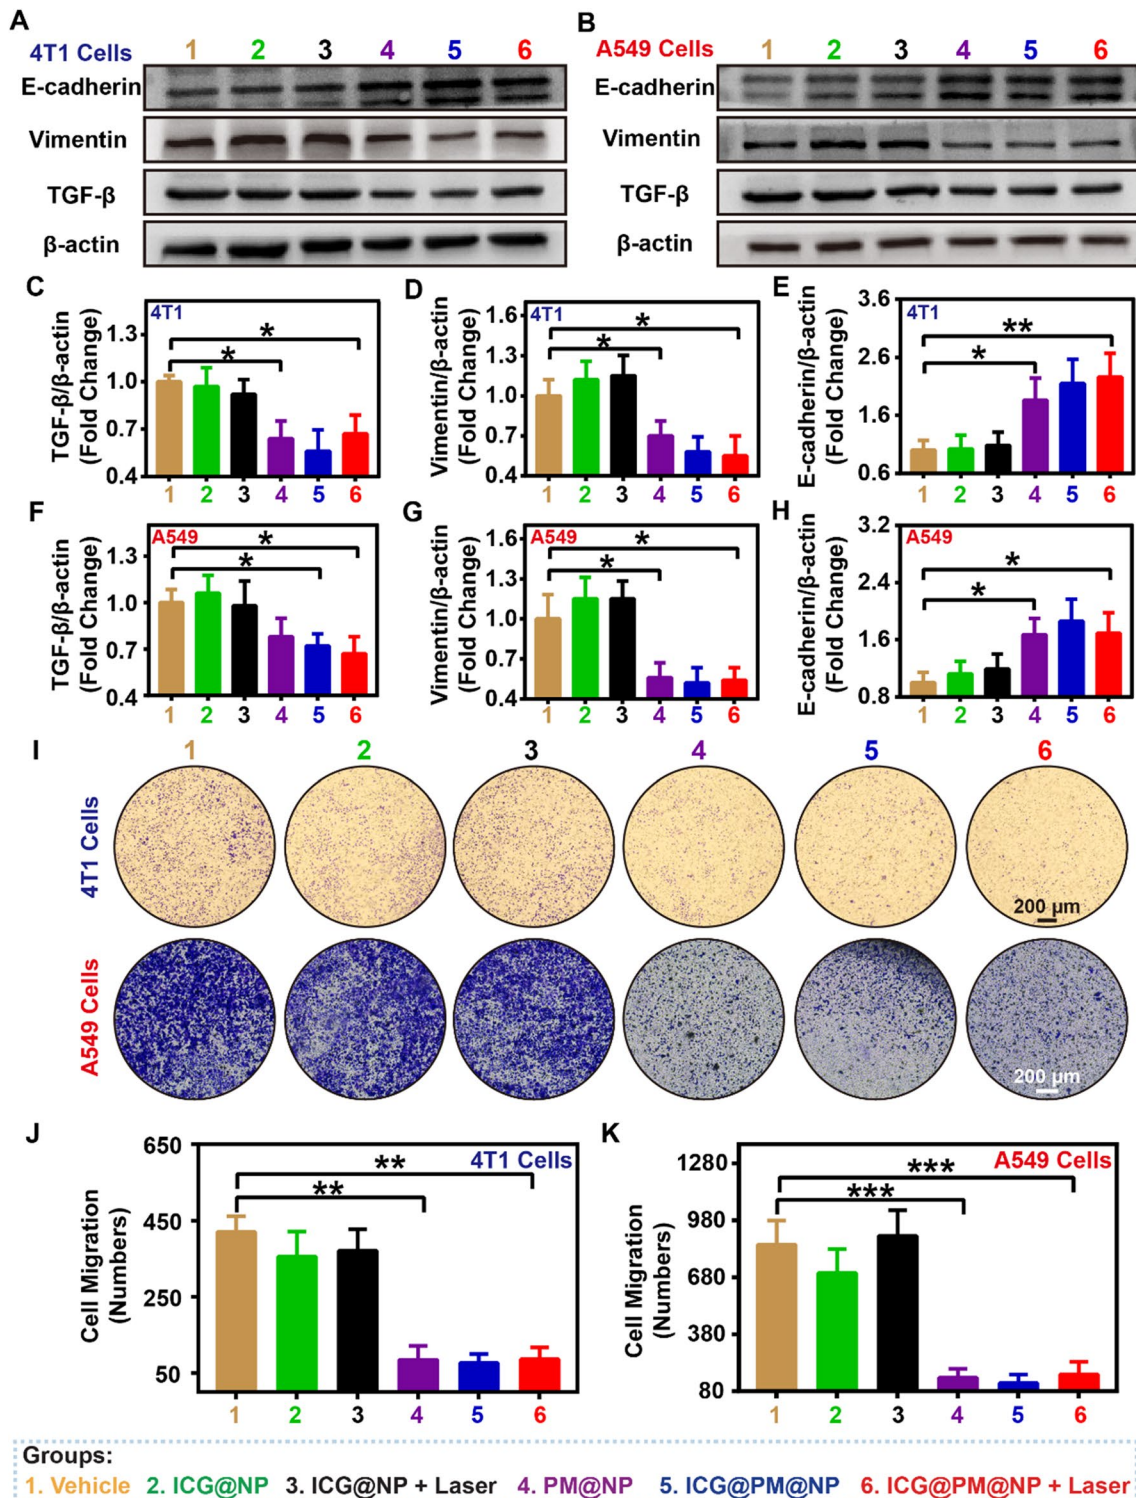 A
B
1 2 3 4 5 6
1 2 3 4 5 6
4T1 Cells
A549 Cells
E-cadherin
E-cadherin
Vimentin
Vimentin
TGF-β
TGF-β
β-actin
β-actin
C
TGF-β/β-actin
(Fold Change)
4T1
*
*
1.3
1.0
0.7
0.4
1 2 3 4 5 6
D
Vimentin/β-actin
(Fold Change)
4T1
*
*
1.6
1.3
1.0
0.7
0.4
1 2 3 4 5 6
E
E-cadherin/β-actin
(Fold Change)
4T1
**
*
3.6
2.6
1.6
0.6
1 2 3 4 5 6
F
TGF-β/β-actin
(Fold Change)
A549
*
*
1.3
1.0
0.7
0.4
1 2 3 4 5 6
G
Vimentin/β-actin
(Fold Change)
A549
*
*
1.6
1.3
1.0
0.7
0.4
1 2 3 4 5 6
H
E-cadherin/β-actin
(Fold Change)
A549
*
*
3.2
2.4
1.6
0.8
1 2 3 4 5 6
I
1 2 3 4 5 6
4T1 Cells
200 μm
A549 Cells
200 μm
J
Cell Migration
(Numbers)
4T1 Cells
**
**
650
450
250
50
1 2 3 4 5 6
K
Cell Migration
(Numbers)
A549 Cells
***
***
1280
980
680
380
80
1 2 3 4 5 6
Groups:
1. Vehicle 2. ICG@NP 3. ICG@NP + Laser 4. PM@NP 5. ICG@PM@NP 6. ICG@PM@NP + Laser